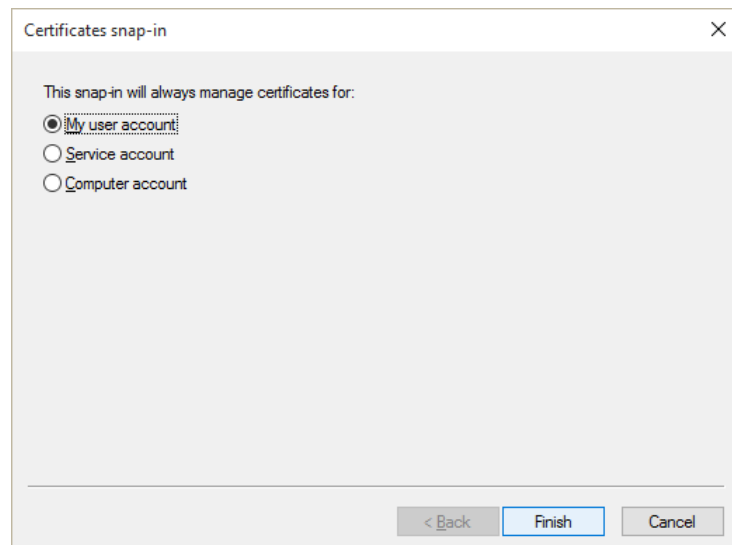 Certificates snap-in
This snap-in will always manage certificates for:
My user account
Service account
Computer account
< Back Finish Cancel